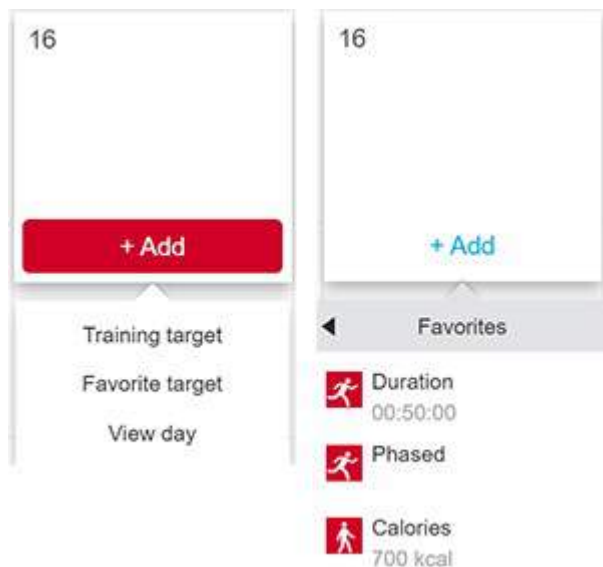 16
+ Add
Training target
Favorite target
View day
16
+ Add
Favorites
Duration
00:50:00
Phased
Calories
700 kcal